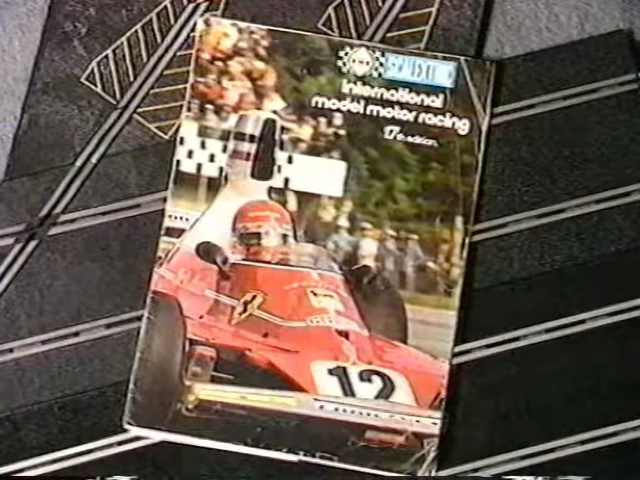 SCALEXTRIC
International
model motor racing
17th edition
12